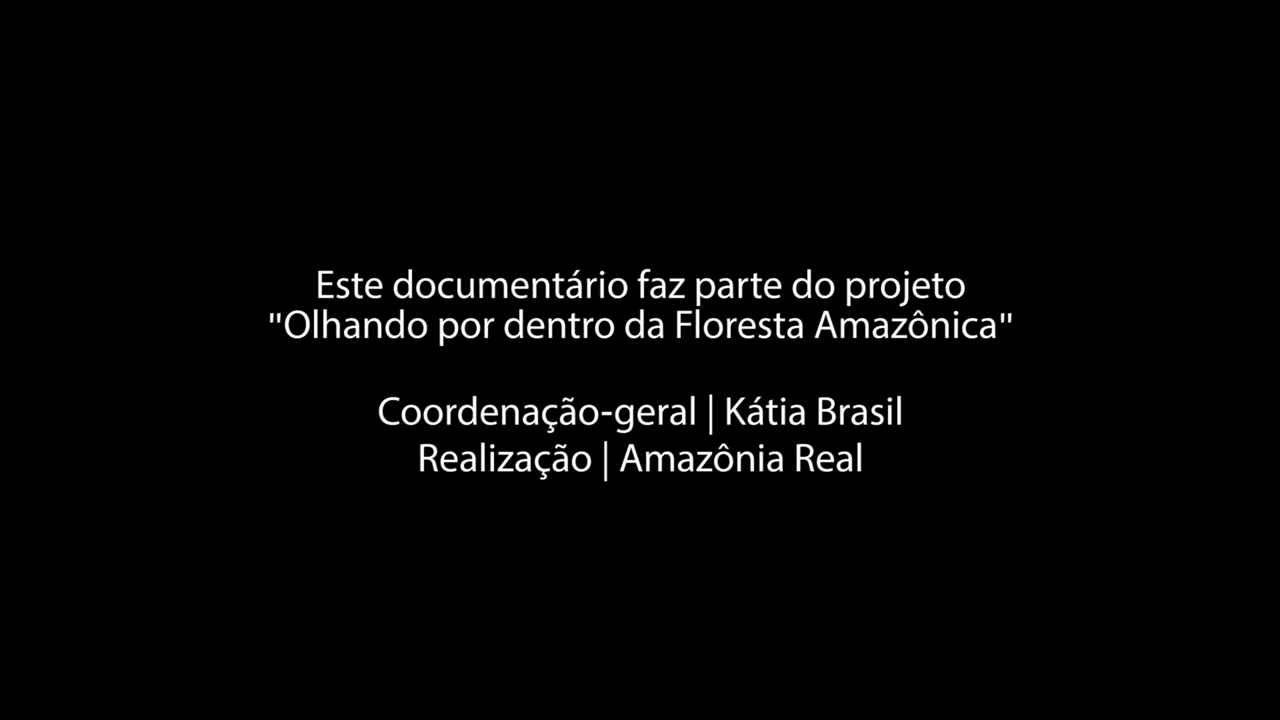 Este documentário faz parte do projeto
"Olhando por dentro da Floresta Amazônica"
Coordenação-geral | Kátia Brasil
Realização | Amazônia Real